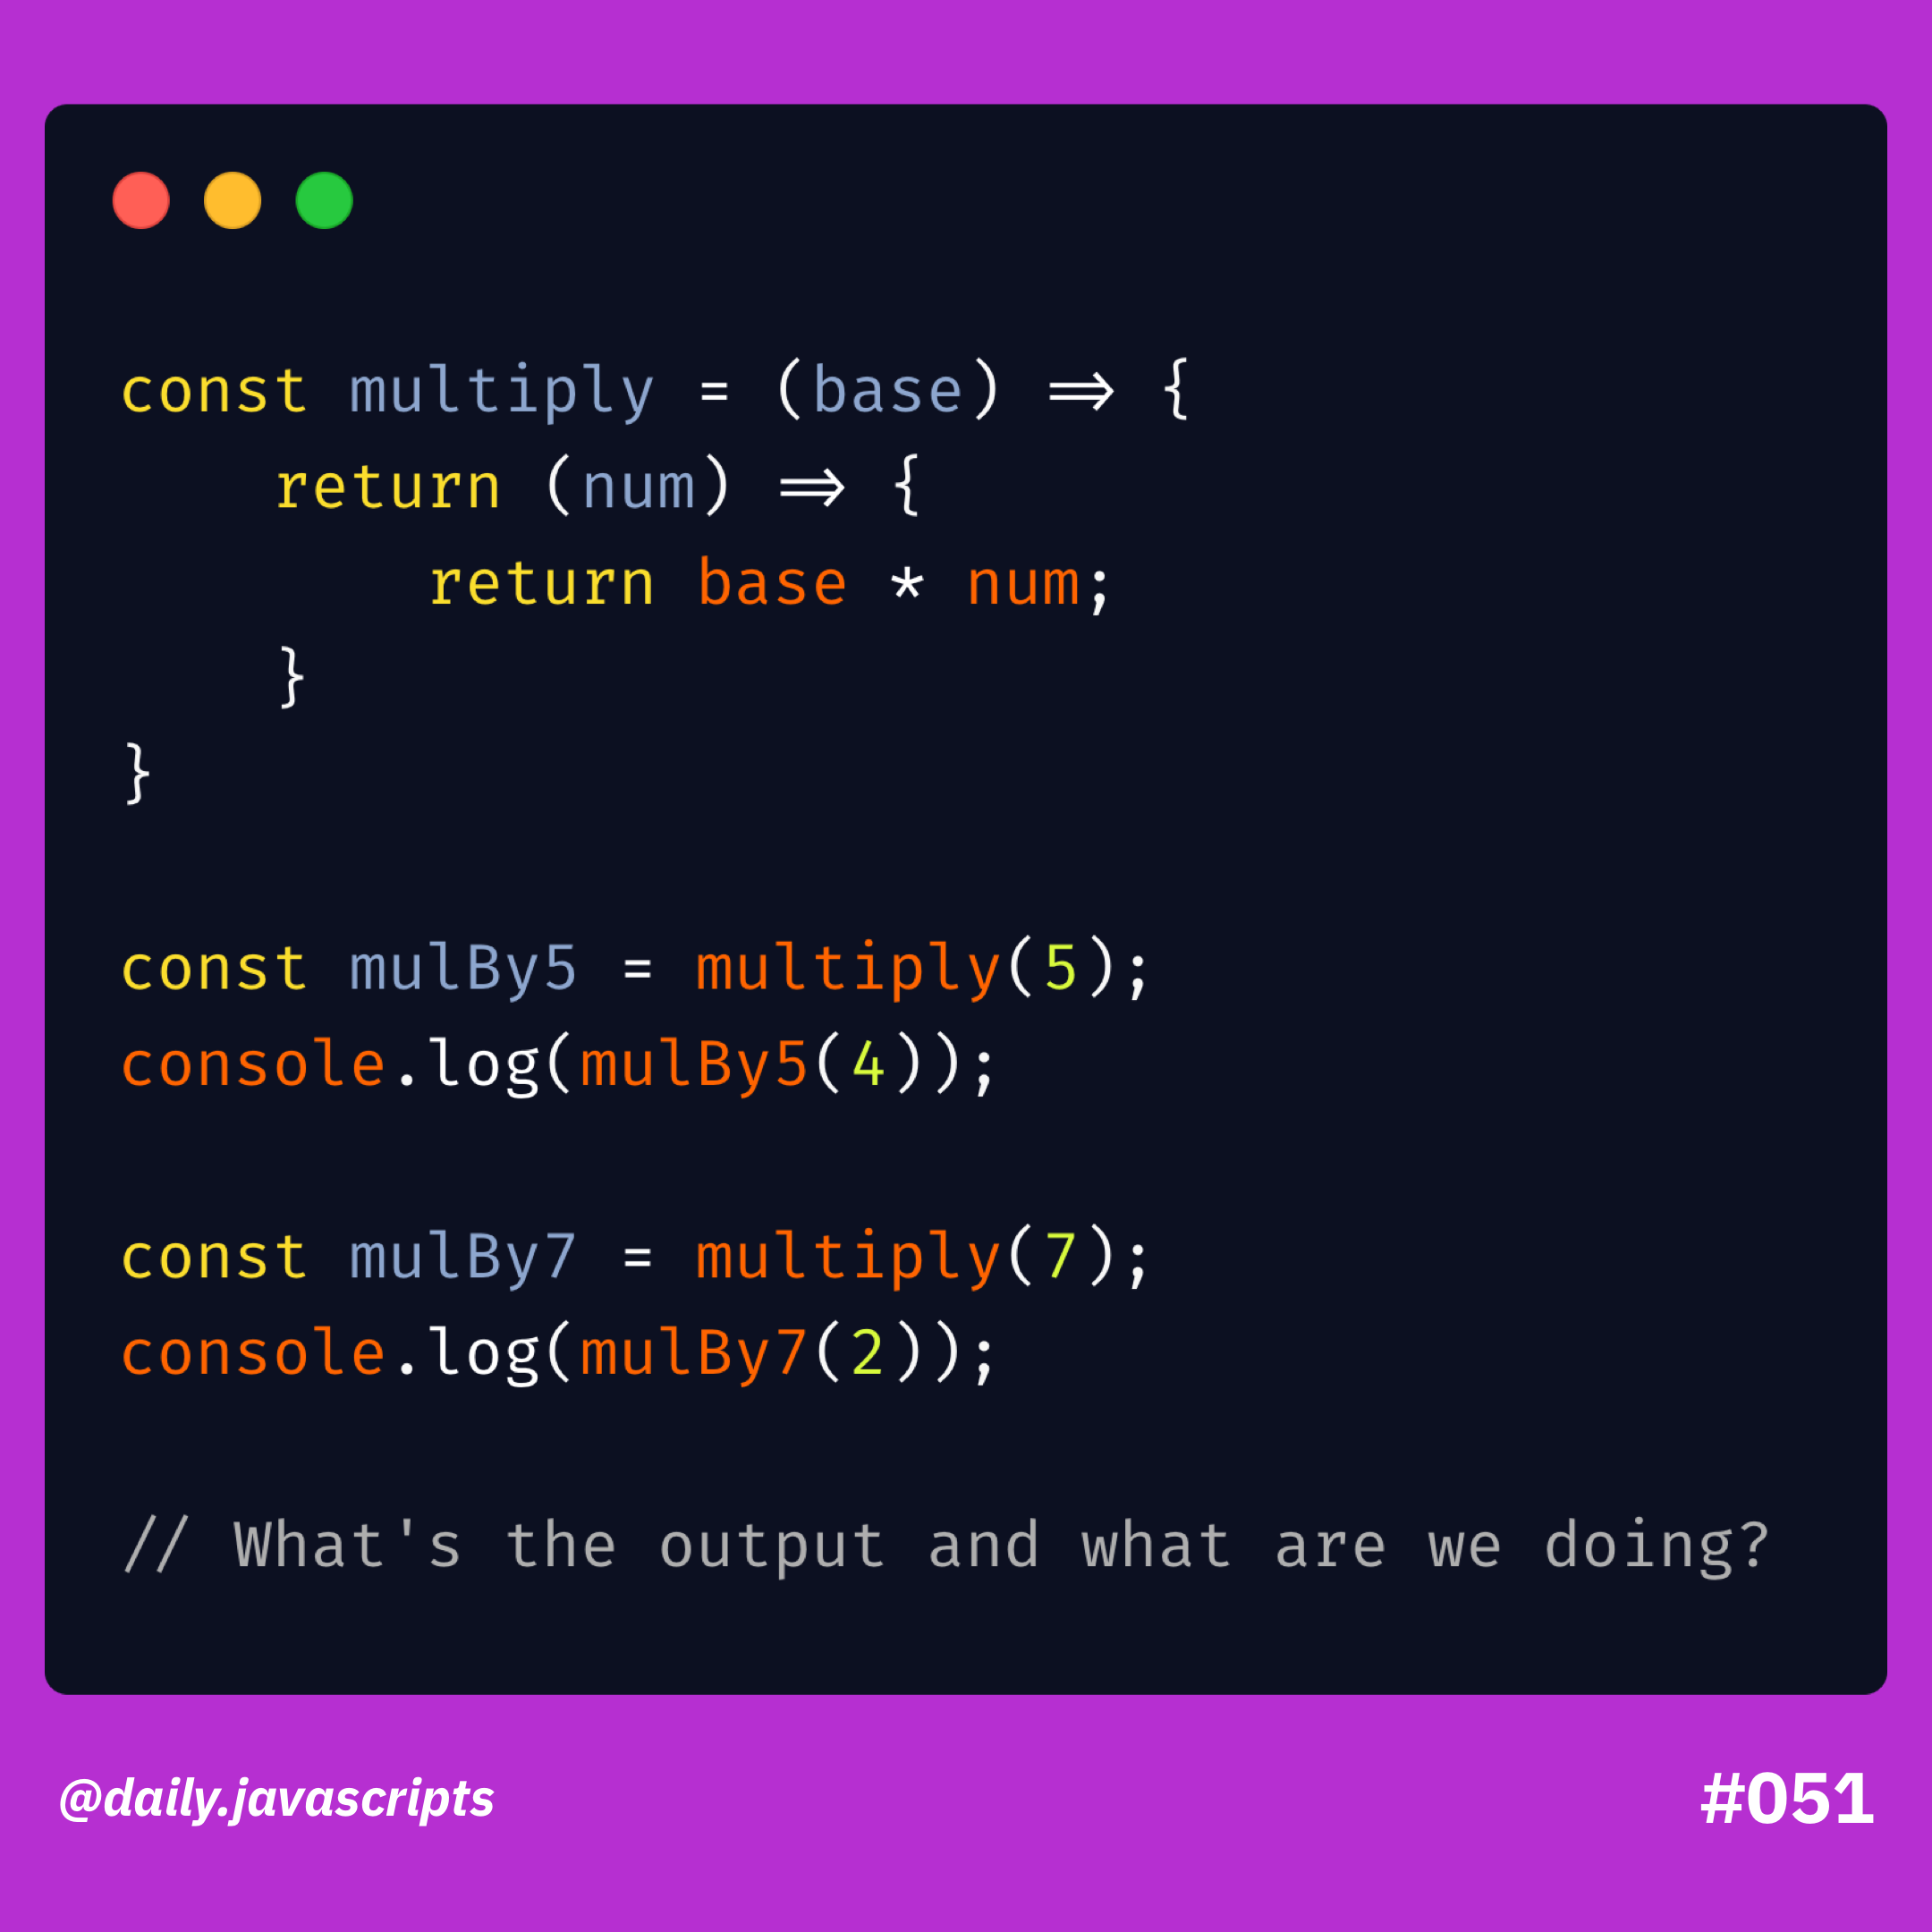 const multiply = (base) => {
    return (num) => {
        return base * num;
    }
}
const mulBy5 = multiply(5);
console.log(mulBy5(4));
const mulBy7 = multiply(7);
console.log(mulBy7(2));
// What's the output and what are we doing?
@daily.javascripts
#051